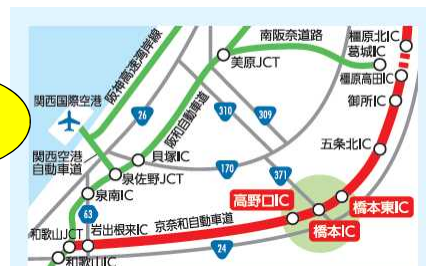 南阪奈道路
橿原北IC
葛城IC
美原JCT
橿原高田IC
阪神高速湾岸線
関西国際空港
御所IC
26
310
309
阪和自動車道
五条北IC
関西空港
自動車道
貝塚IC
170
371
泉佐野JCT
泉南IC
高野口IC
橋本東IC
63
岩出根来IC
京奈和自動車道
橋本IC
和歌山JCT
24
和歌山IC